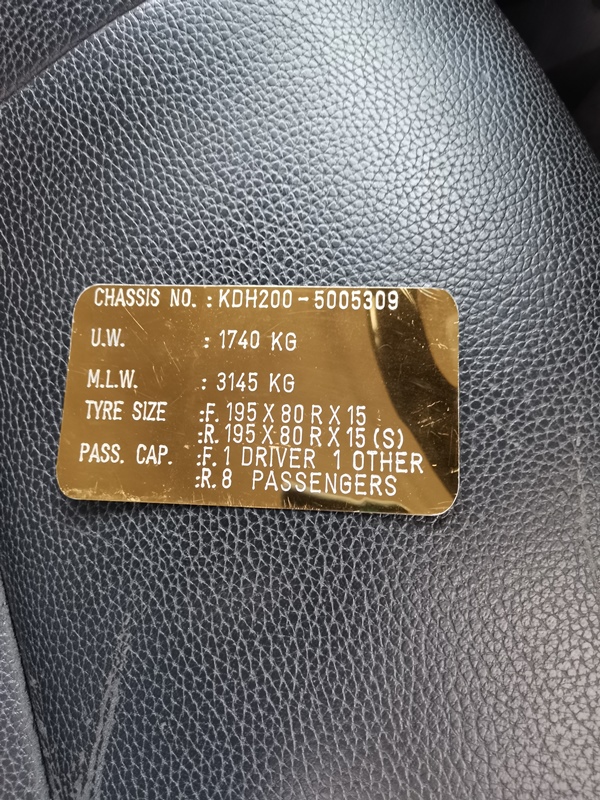 CHASSIS NO. : KDH200-5005309
U.W. : 1740 KG
M.L.W. : 3145 KG
TYRE SIZE :F. 195 X 80 R X 15
:R. 195 X 80 R X 15 (S)
PASS. CAP. :F. 1 DRIVER 1 OTHER
:R. 8 PASSENGERS